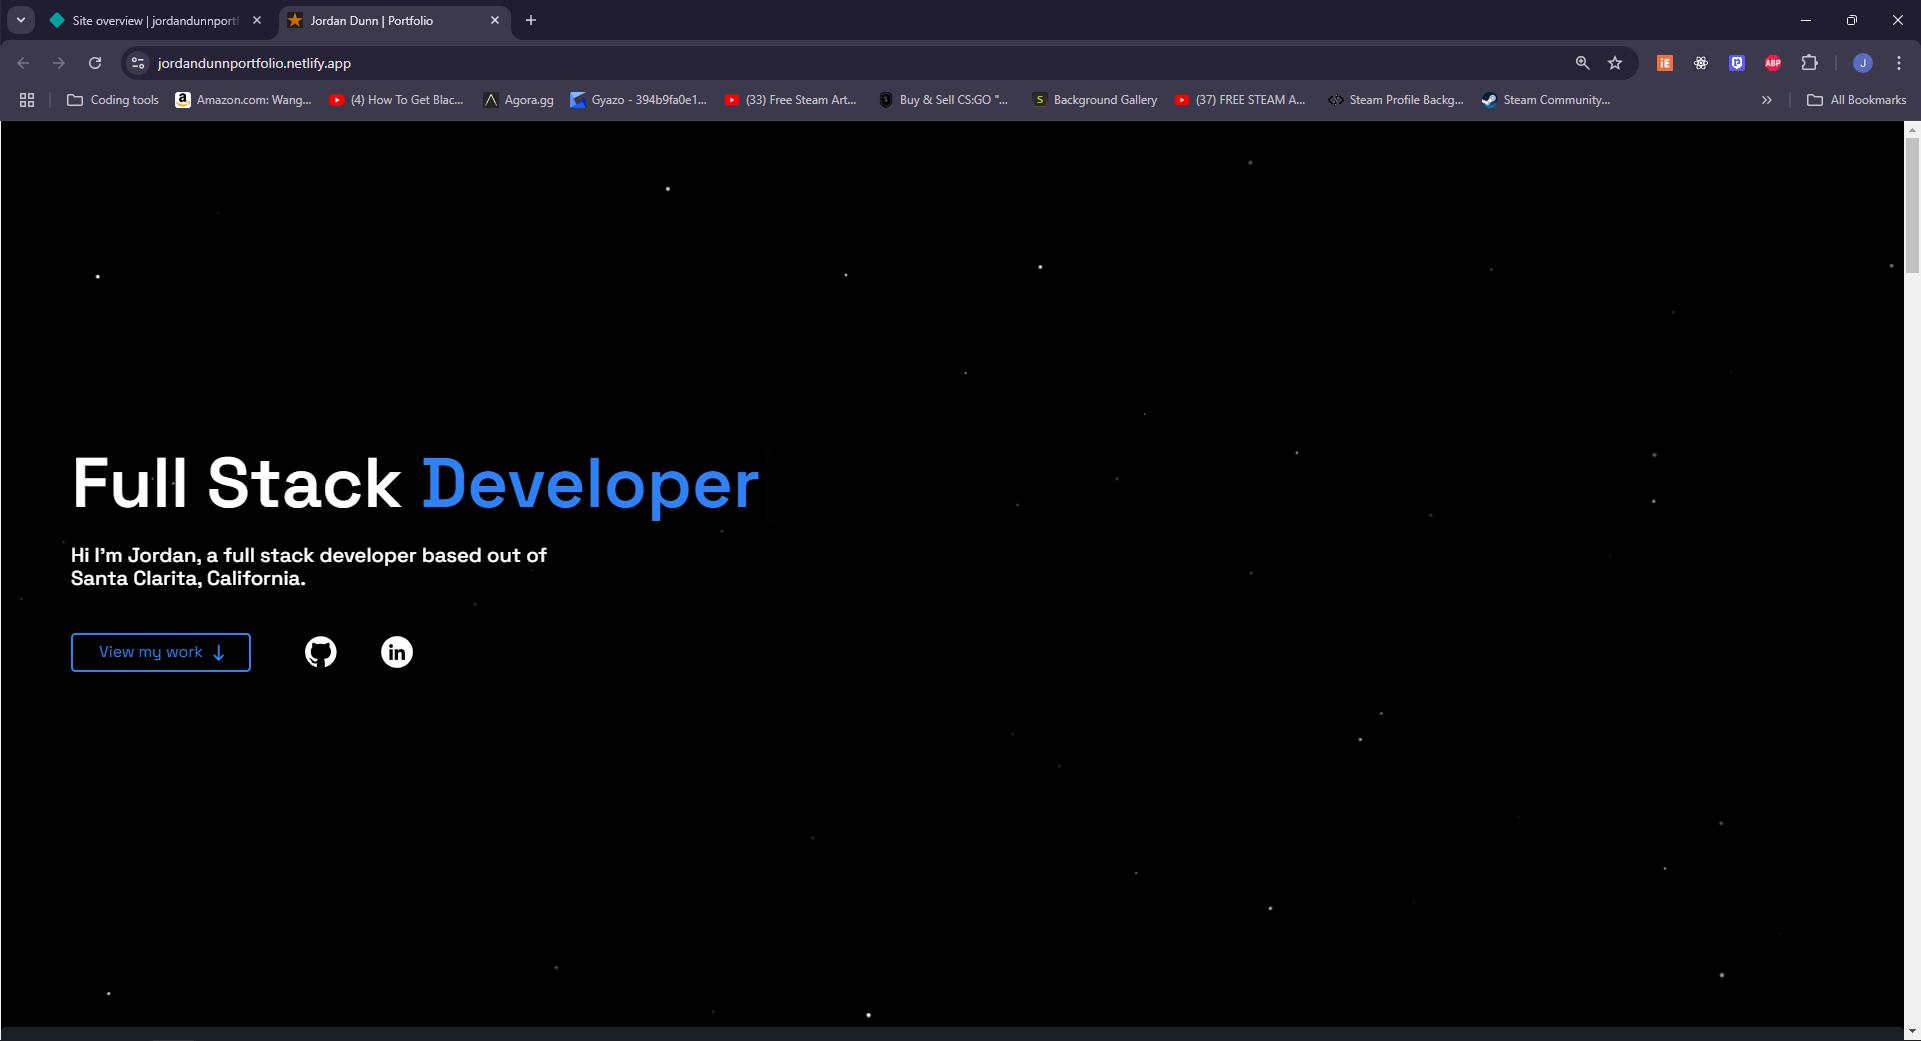 Site overview | jordandunnportf
Jordan Dunn | Portfolio
jordandunnportfolio.netlify.app
iE
ABP
J
Coding tools
a
Amazon.com: Wang...
(4) How To Get Blac...
Agora.gg
Gyazo - 394b9fa0e1...
(33) Free Steam Art...
Buy & Sell CS:GO "...
S
Background Gallery
(37) FREE STEAM A...
Steam Profile Backg...
Steam Community...
All Bookmarks
Full Stack Developer
Hi I'm Jordan, a full stack developer based out of
Santa Clarita, California.
View my work ↓
in